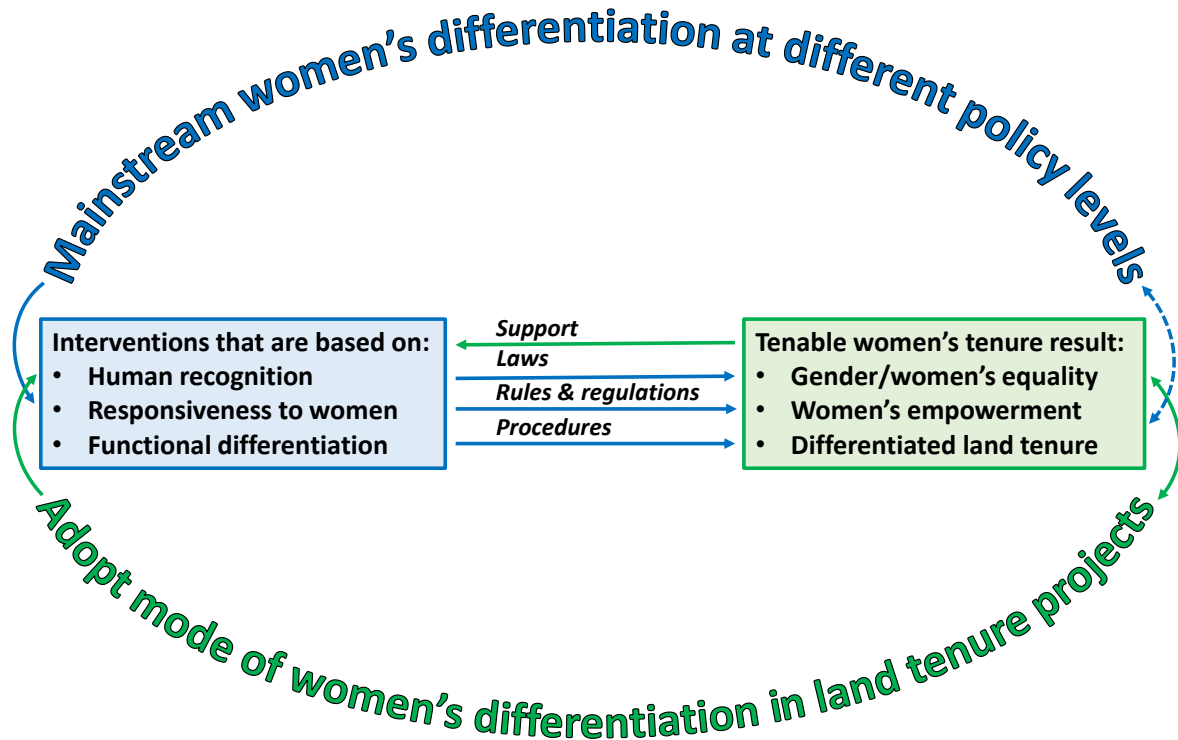 Mainstream women's differentiation at different policy levels
Interventions that are based on:
• Human recognition
• Responsiveness to women
• Functional differentiation
Support
Laws
Rules & regulations
Procedures
Tenable women's tenure result:
• Gender/women's equality
• Women's empowerment
• Differentiated land tenure
Adopt mode of women's differentiation in land tenure projects